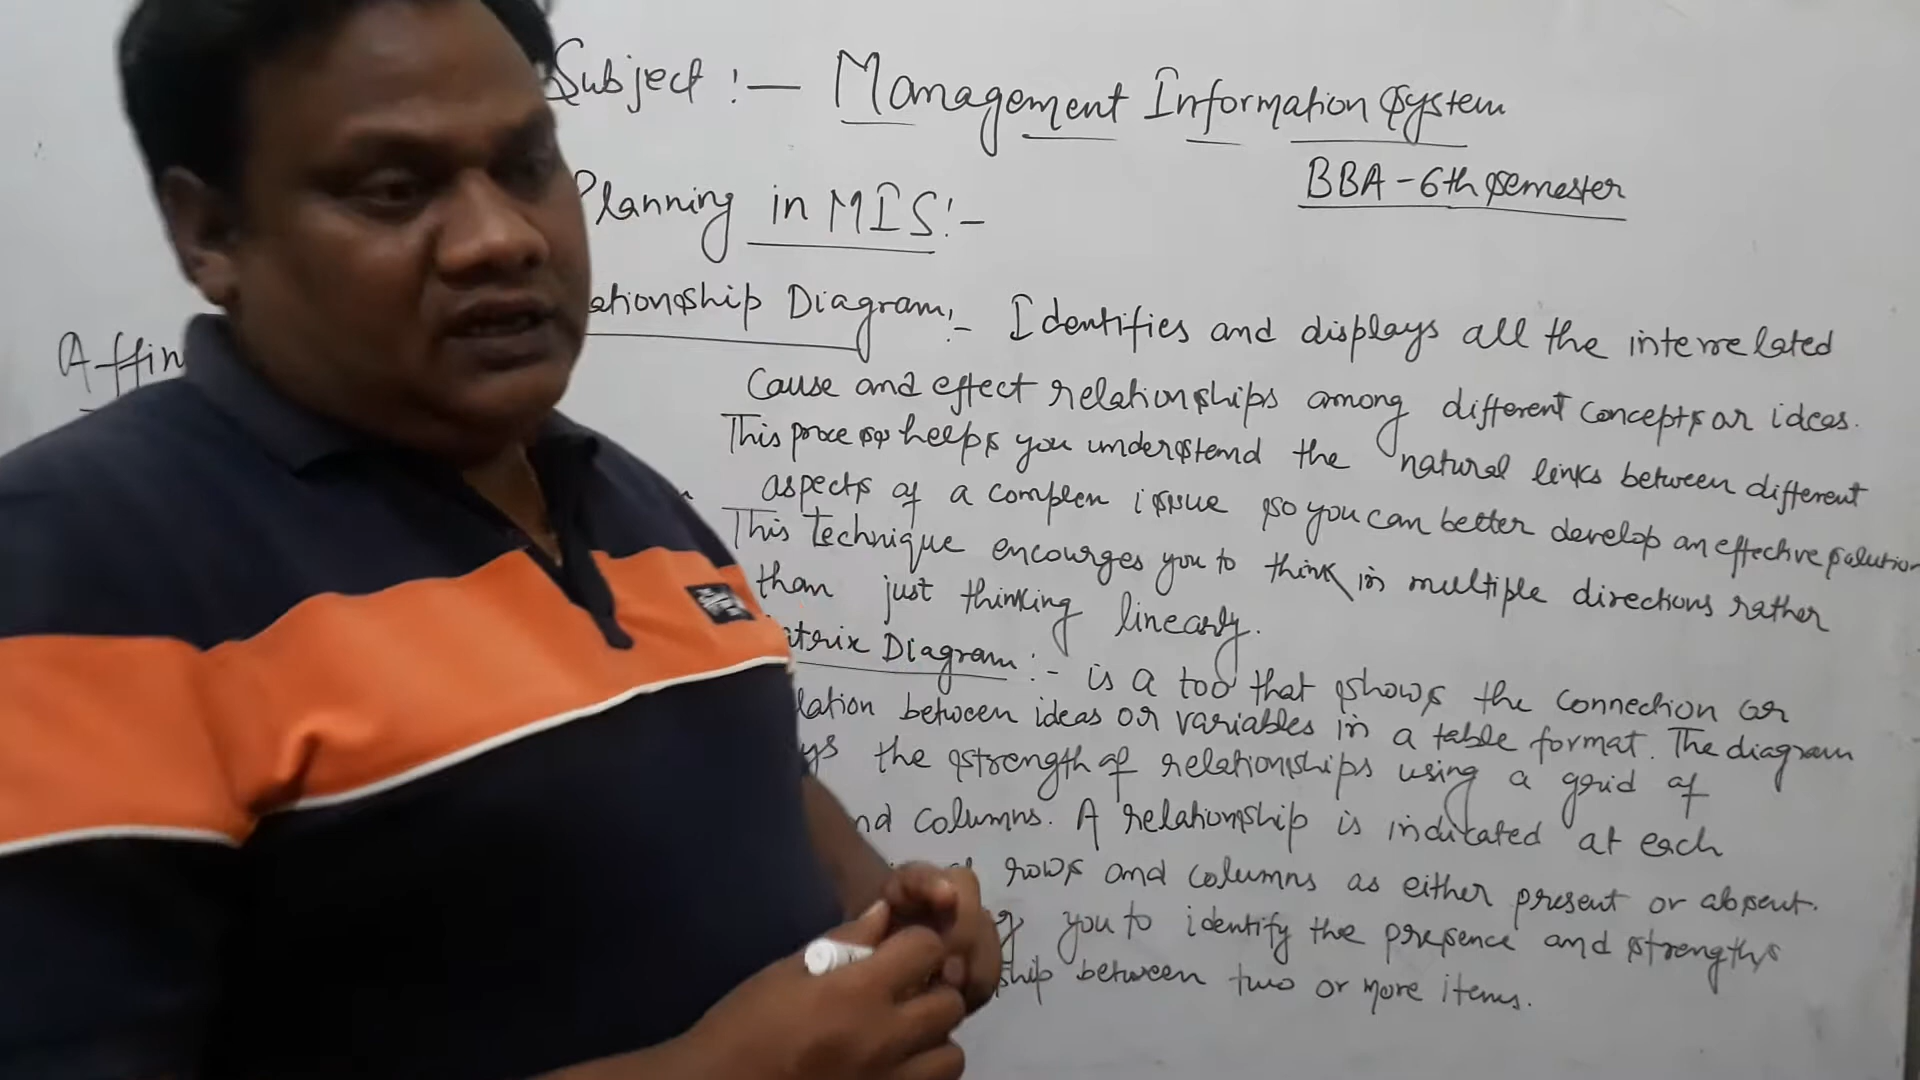 Subject :- Management Information System
BBA - 6th Semester
Planning in MIS :-
ationship Diagram :- Identifies and displays all the interrelated
Affin
Cause and effect relationships among different concepts or ideas.
This process helps you understand the natural links between different
aspects of a complex issue so you can better develop an effective solution
This technique encourges you to think in multiple directions rather
than just thinking linearly.
atrix Diagram :- is a tool that shows the connection or
lation between ideas or variables in a table format. The diagram
ys the strength of relationships using a grid of
nd columns. A relationship is indicated at each
rows and columns as either present or absent.
you to identify the presence and strengths
ship between two or more items.